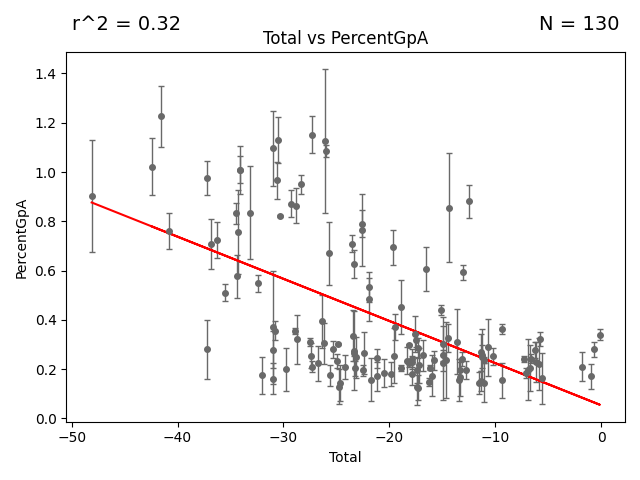 r^2 = 0.32
N = 130
Total vs PercentGpA
PercentGpA
1.4
1.2
1.0
0.8
0.6
0.4
0.2
0.0
−50
−40
−30
−20
−10
0
Total